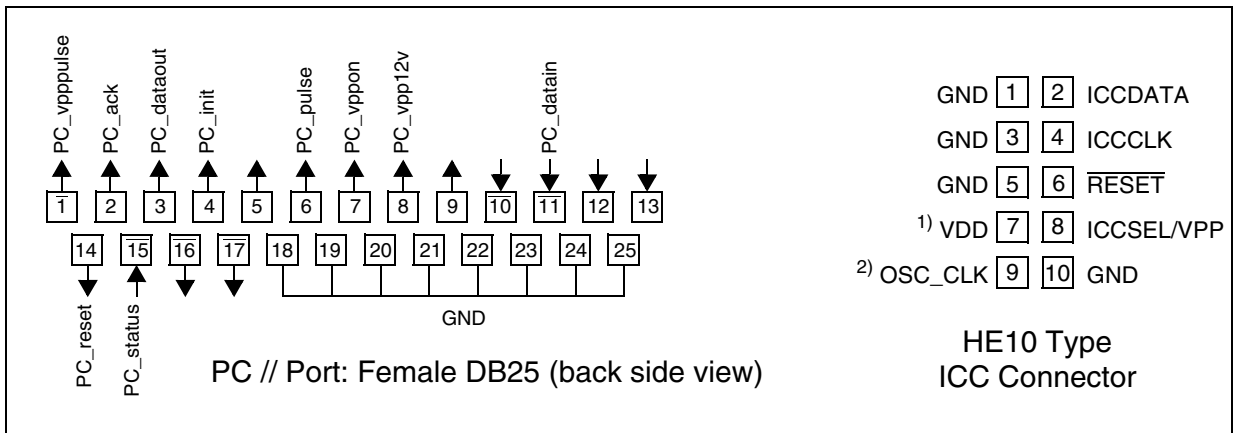 PC_vpppulse
PC_ack
PC_dataout
PC_init
PC_pulse
PC_vppon
PC_vpp12v
PC_datain
1 2 3 4 5 6 7 8 9 10 11 12 13
14 15 16 17 18 19 20 21 22 23 24 25
GND
PC_reset
PC_status
PC // Port: Female DB25 (back side view)
GND 1 2 ICCDATA
GND 3 4 ICCCLK
GND 5 6 RESET
1) VDD 7 8 ICCSEL/VPP
2) OSC_CLK 9 10 GND
HE10 Type
ICC Connector